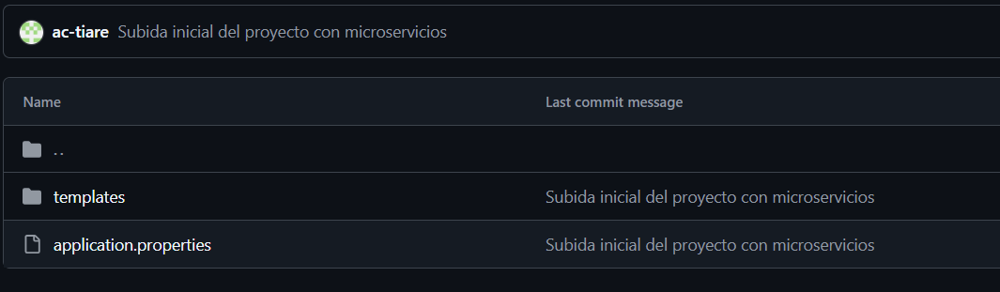 ac-tiare Subida inicial del proyecto con microservicios
Name Last commit message
..
templates Subida inicial del proyecto con microservicios
application.properties Subida inicial del proyecto con microservicios